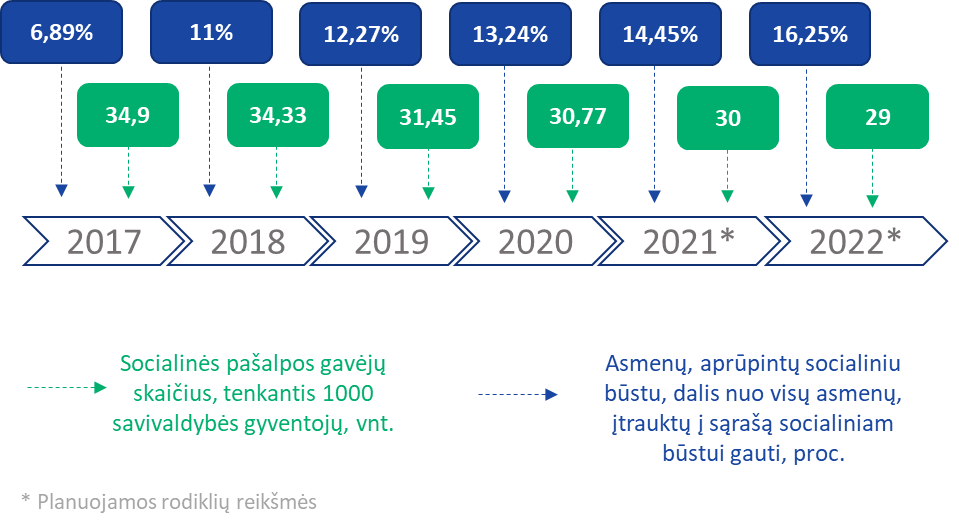 6,89%
11%
12,27%
13,24%
14,45%
16,25%
34,9
34,33
31,45
30,77
30
29
2017
2018
2019
2020
2021*
2022*
Socialinės pašalpos gavėjų
skaičius, tenkantis 1000
savivaldybės gyventojų, vnt.
Asmenų, aprūpintų socialiniu
būstu, dalis nuo visų asmenų,
įtrauktų į sąrašą socialiniam
būstui gauti, proc.
* Planuojamos rodiklių reikšmės